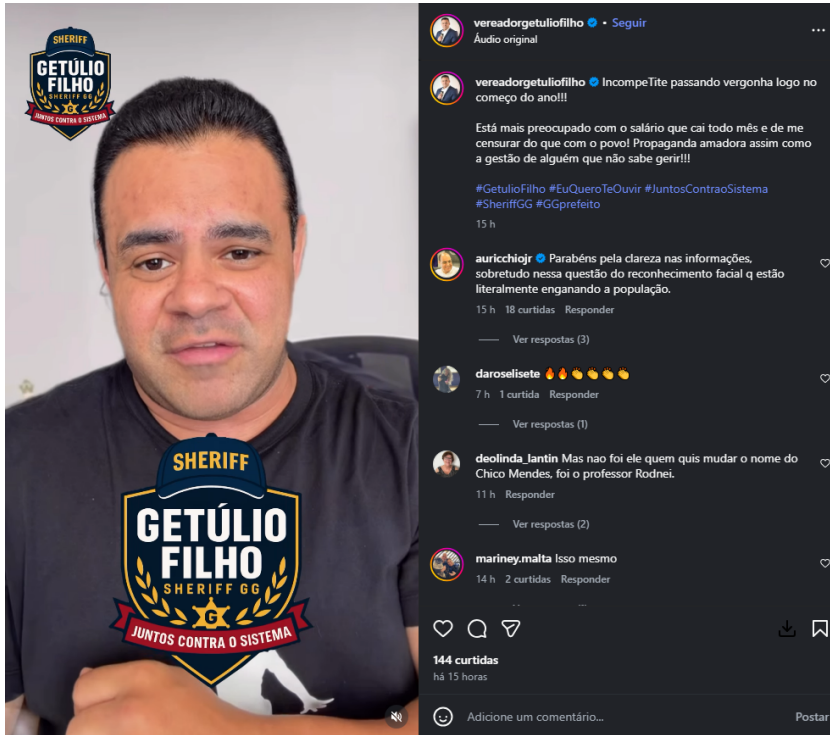 SHERIFF
GETÚLIO
FILHO
SHERIFF GG
G
JUNTOS CONTRA O SISTEMA
SHERIFF
GETÚLIO
FILHO
SHERIFF GG
G
JUNTOS CONTRA O SISTEMA
vereadorgetuliofilho • Seguir
Áudio original
vereadorgetuliofilho IncompeTite passando vergonha logo no
começo do ano!!!
Está mais preocupado com o salário que cai todo mês e de me
censurar do que com o povo! Propaganda amadora assim como
a gestão de alguém que não sabe gerir!!!
#GetulioFilho #EuQueroTeOuvir #JuntosContraoSistema
#SheriffGG #GGprefeito
15 h
auricchiojr Parabéns pela clareza nas informações,
sobretudo nessa questão do reconhecimento facial q estão
literalmente enganando a população.
15 h 18 curtidas Responder
Ver respostas (3)
daroselisete 🔥🔥👏👏👏👏
7 h 1 curtida Responder
Ver respostas (1)
deolinda_lantin Mas nao foi ele quem quis mudar o nome do
Chico Mendes, foi o professor Rodnei.
11 h Responder
Ver respostas (2)
mariney.malta Isso mesmo
14 h 2 curtidas Responder
144 curtidas
há 15 horas
Adicione um comentário...
Postar